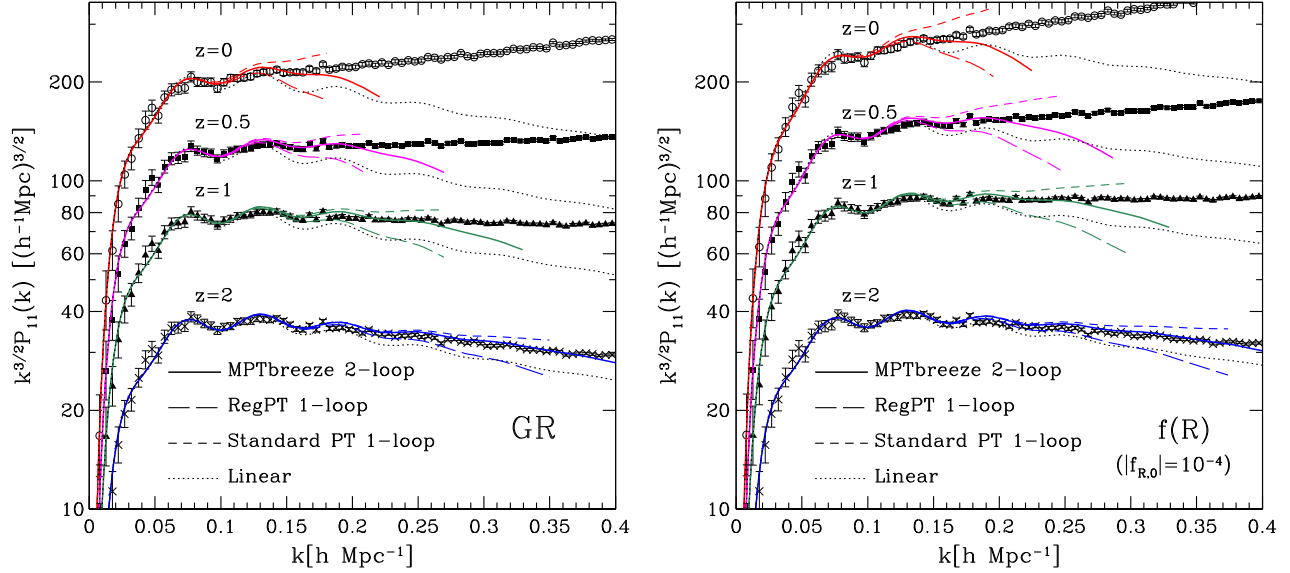 200
100
80
60
40
20
10
k^{3/2}P_{11}(k) [(h^{-1}Mpc)^{3/2}]
z=0
z=0.5
z=1
z=2
MPTbreeze 2-loop
RegPT 1-loop
Standard PT 1-loop
Linear
GR
0 0.05 0.1 0.15 0.2 0.25 0.3 0.35 0.4
k[h Mpc^{-1}]
200
100
80
60
40
20
10
k^{3/2}P_{11}(k) [(h^{-1}Mpc)^{3/2}]
z=0
z=0.5
z=1
z=2
MPTbreeze 2-loop
RegPT 1-loop
Standard PT 1-loop
Linear
f(R)
(|f_{R,0}|=10^{-4})
0 0.05 0.1 0.15 0.2 0.25 0.3 0.35 0.4
k[h Mpc^{-1}]